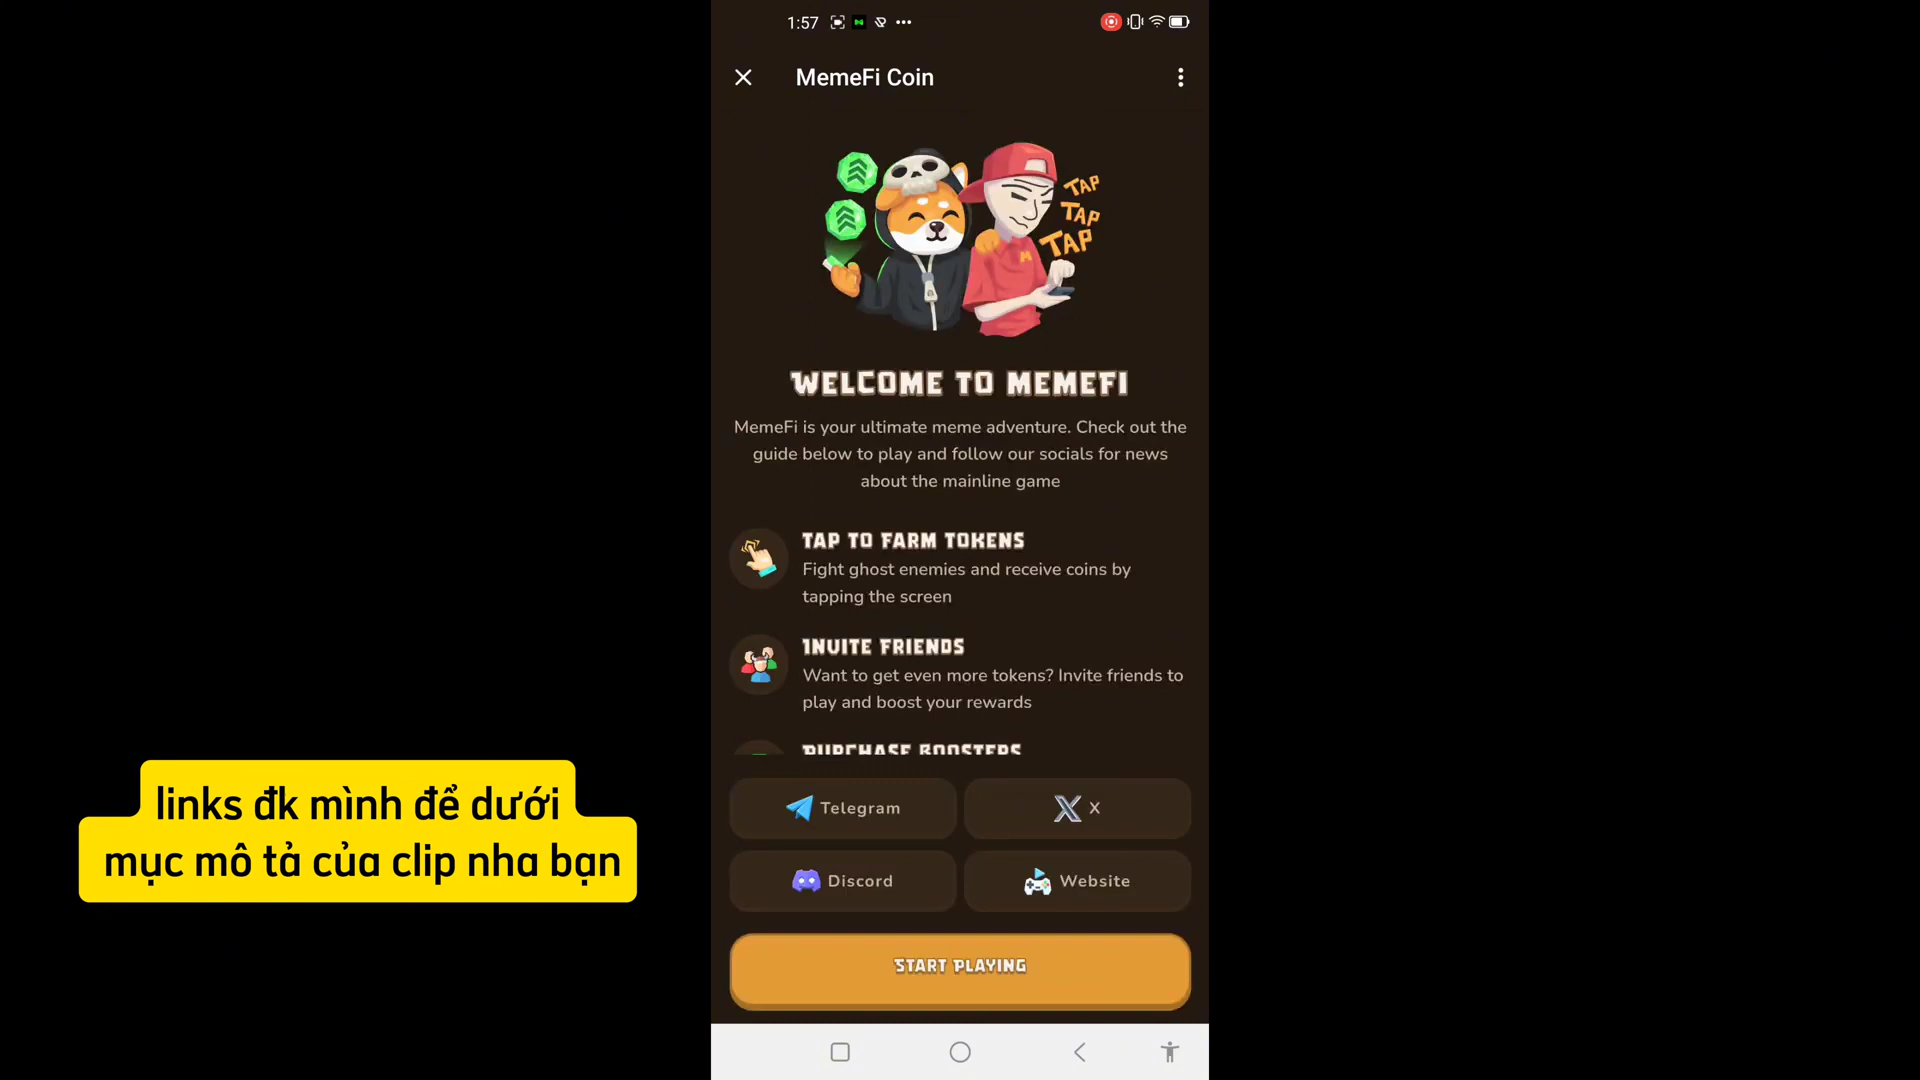 1:57
MemeFi Coin
TAP
TAP
TAP
WELCOME TO MEMEFI
MemeFi is your ultimate meme adventure. Check out the
guide below to play and follow our socials for news
about the mainline game
TAP TO FARM TOKENS
Fight ghost enemies and receive coins by
tapping the screen
INVITE FRIENDS
Want to get even more tokens? Invite friends to
play and boost your rewards
PURCHASE BOOSTERS
Telegram
X
Discord
Website
START PLAYING
links đk mình để dưới
mục mô tả của clip nha bạn